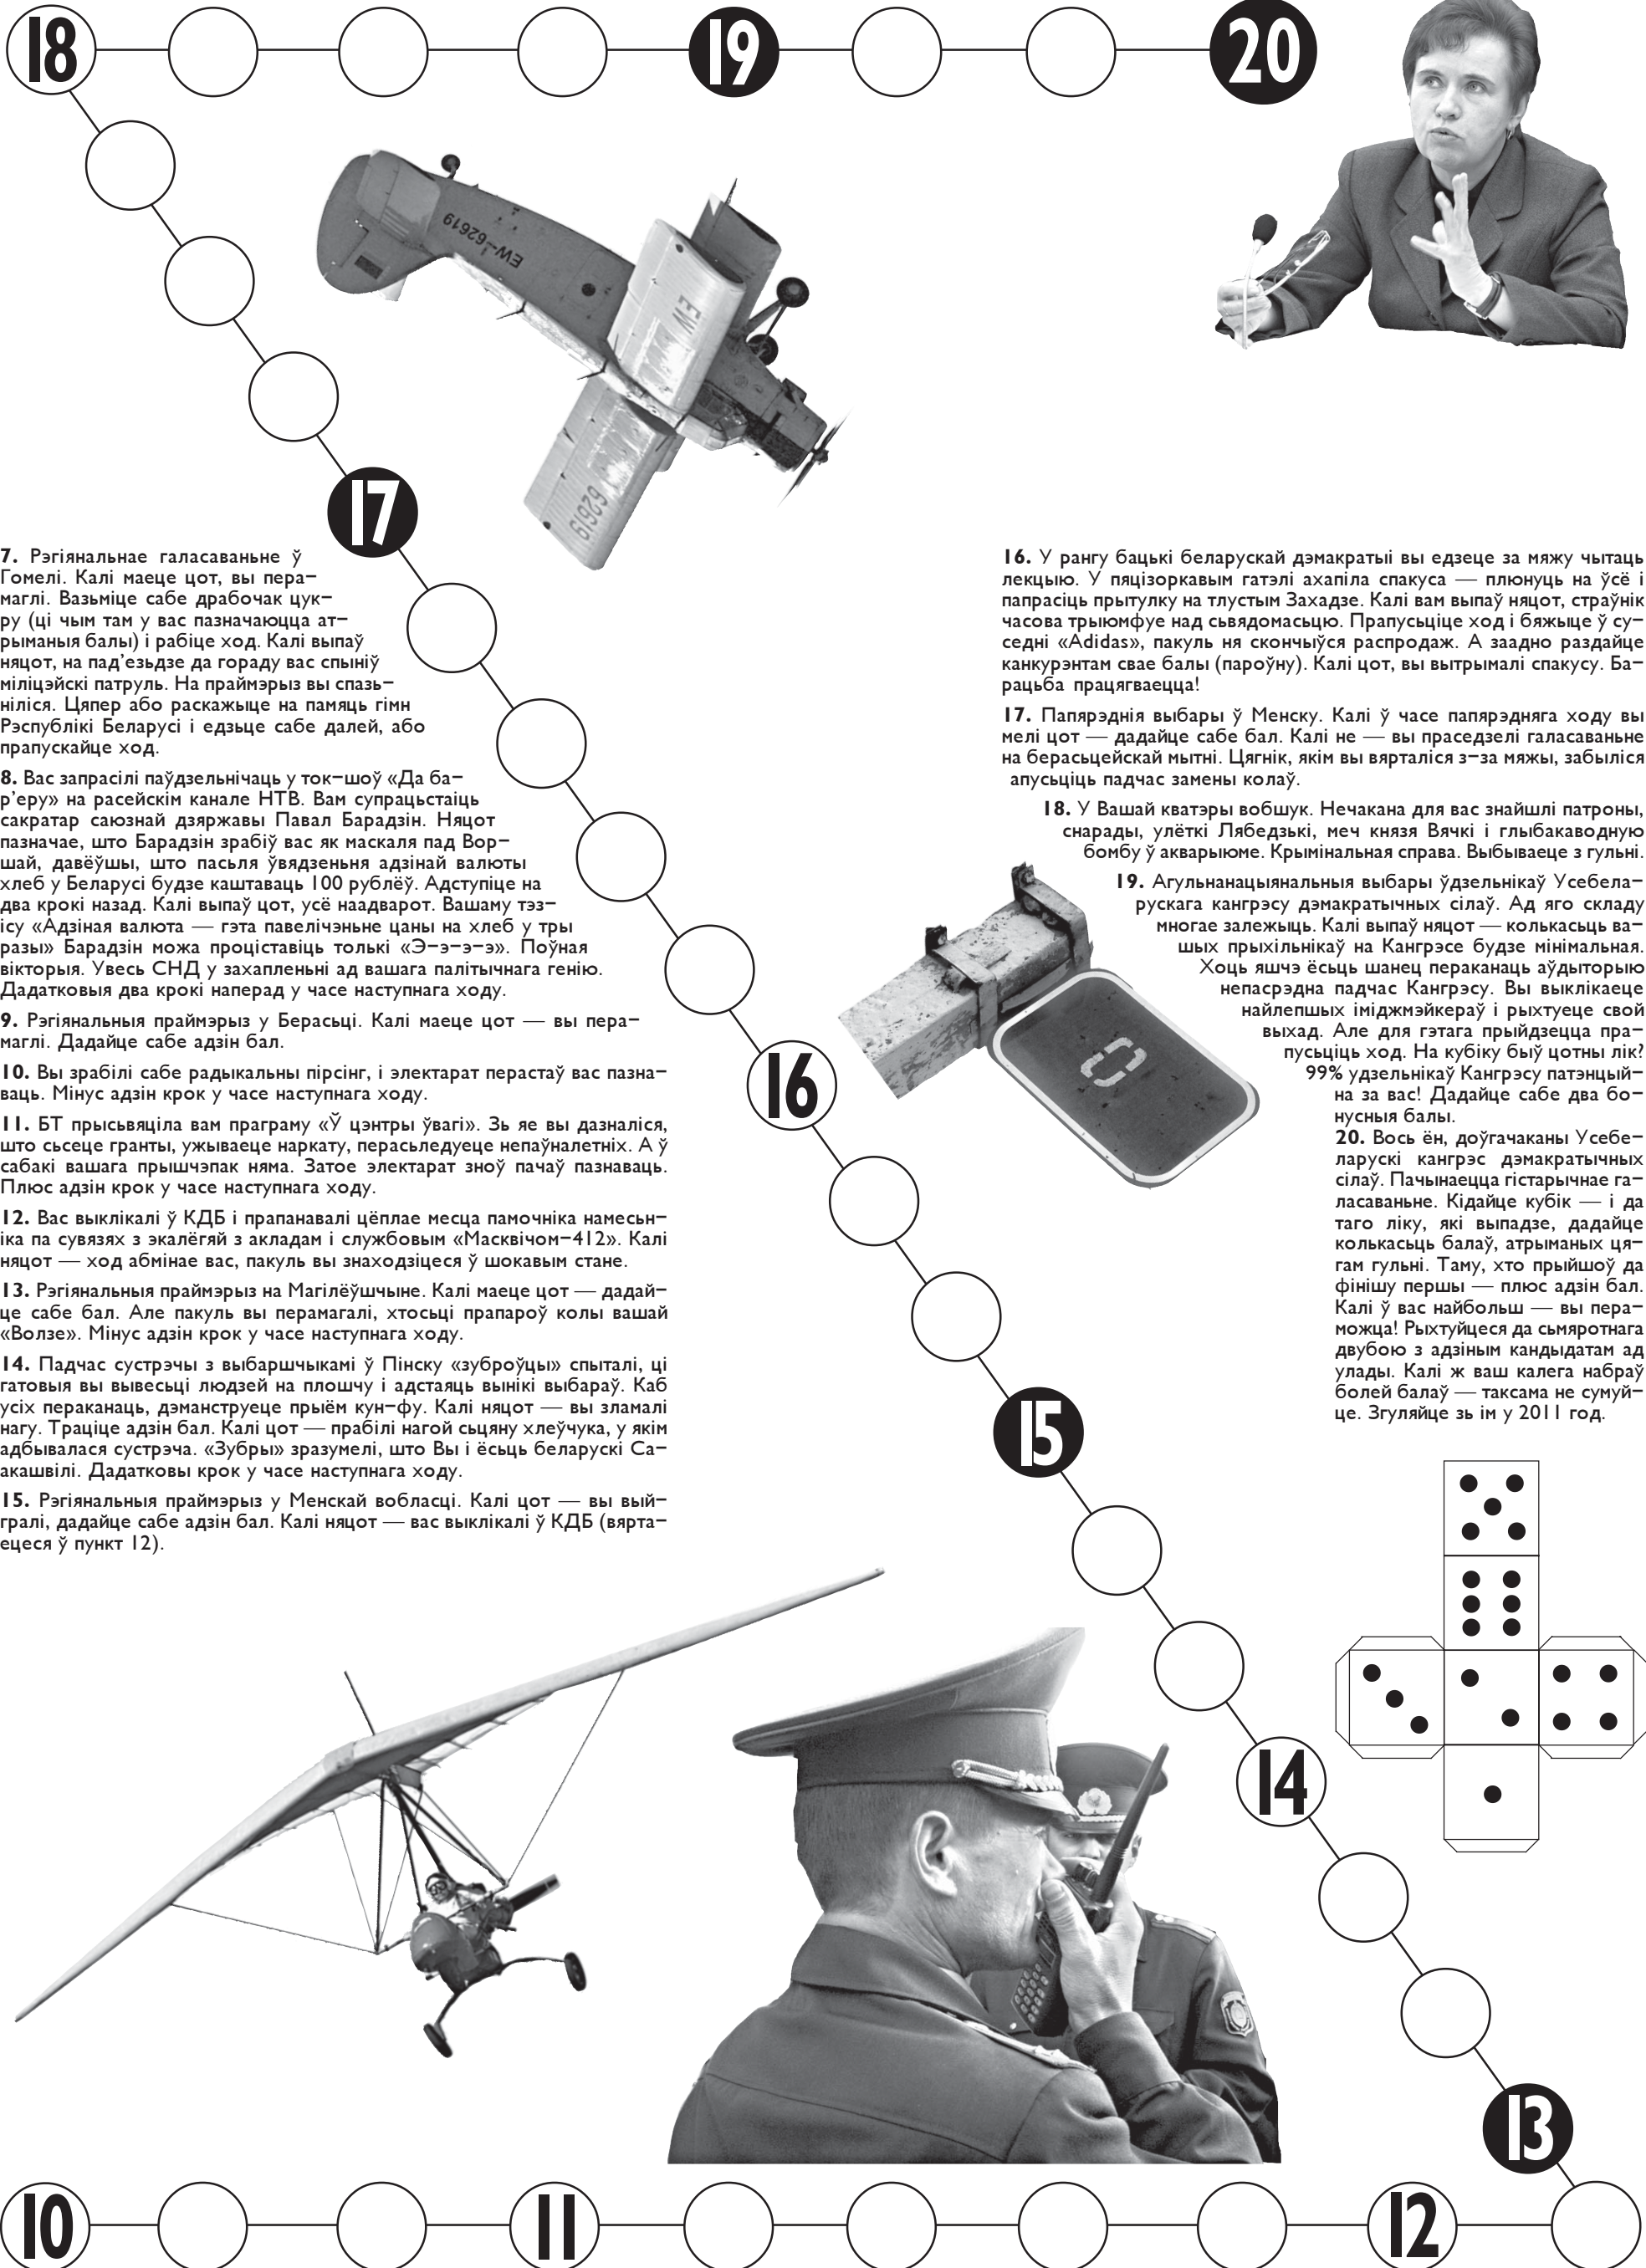 18
19
20
EW-62619
EW
62619
17
7. Рэгіянальнае галасаваньне ў
Гомелі. Калі маеце цот, вы пера-
маглі. Вазьміце сабе драбочак цук-
ру (ці чым там у вас пазначаюцца ат-
рыманыя балы) і рабіце ход. Калі выпаў
няцот, на пад'езьдзе да гораду вас спыніў
міліцэйскі патруль. На праймэрыз вы спазь-
ніліся. Цяпер або раскажыце на памяць гімн
Рэспублікі Беларусі і едзьце сабе далей, або
прапускайце ход.
8. Вас запрасілі паўдзельнічаць у ток-шоў «Да ба-
р'еру» на расейскім канале НТВ. Вам супрацьстаіць
сакратар саюзнай дзяржавы Павал Барадзін. Няцот
пазначае, што Барадзін зрабіў вас як маскаля пад Вор-
шай, давёўшы, што пасьля ўвядзеньня адзінай валюты
хлеб у Беларусі будзе каштаваць 100 рублёў. Адступіце на
два крокі назад. Калі выпаў цот, усё наадварот. Вашаму тэз-
ісу «Адзіная валюта — гэта павелічэньне цаны на хлеб у тры
разы» Барадзін можа проціставіць толькі «Э-э-э-э». Поўная
вікторыя. Увесь СНД у захапленьні ад вашага палітычнага генію.
Дадатковыя два крокі наперад у часе наступнага ходу.
9. Рэгіянальныя праймэрыз у Берасьці. Калі маеце цот — вы пера-
маглі. Дадайце сабе адзін бал.
10. Вы зрабілі сабе радыкальны пірсінг, і электарат перастаў вас пазна-
ваць. Мінус адзін крок у часе наступнага ходу.
11. БТ прысьвяціла вам праграму «Ў цэнтры ўвагі». Зь яе вы дазналіся,
што сьсеце гранты, ужываеце наркату, перасьледуеце непаўналетніх. А ў
сабакі вашага прышчэпак няма. Затое электарат зноў пачаў пазнаваць.
Плюс адзін крок у часе наступнага ходу.
12. Вас выклікалі ў КДБ і прапанавалі цёплае месца памочніка намесьн-
іка па сувязях з экалёгяй з акладам і службовым «Масквічом-412». Калі
няцот — ход абмінае вас, пакуль вы знаходзіцеся ў шокавым стане.
13. Рэгіянальныя праймэрыз на Магілёўшчыне. Калі маеце цот — дадай-
це сабе бал. Але пакуль вы перамагалі, хтосьці прапароў колы вашай
«Волзе». Мінус адзін крок у часе наступнага ходу.
14. Падчас сустрэчы з выбаршчыкамі ў Пінску «зуброўцы» спыталі, ці
гатовыя вы вывесьці людзей на плошчу і адстаяць вынікі выбараў. Каб
усіх пераканаць, дэманструеце прыём кун-фу. Калі няцот — вы зламалі
нагу. Траціце адзін бал. Калі цот — прабілі нагой сьцяну хлеўчука, у якім
адбывалася сустрэча. «Зубры» зразумелі, што Вы і ёсьць беларускі Са-
акашвілі. Дадатковы крок у часе наступнага ходу.
15. Рэгіянальныя праймэрыз у Менскай вобласці. Калі цот — вы вый-
гралі, дадайце сабе адзін бал. Калі няцот — вас выклікалі ў КДБ (вярта-
ецеся ў пункт 12).
16. У рангу бацькі беларускай дэмакратыі вы едзеце за мяжу чытаць
лекцыю. У пяцізоркавым гатэлі ахапіла спакуса — плюнуць на ўсё і
папрасіць прытулку на тлустым Захадзе. Калі вам выпаў няцот, страўнік
часова трыюмфуе над сьвядомасьцю. Прапусьціце ход і бяжыце ў су-
седні «Adidas», пакуль ня скончыўся распродаж. А заадно раздайце
канкурэнтам свае балы (пароўну). Калі цот, вы вытрымалі спакусу. Ба-
рацьба працягваецца!
17. Папярэднія выбары ў Менску. Калі ў часе папярэдняга ходу вы
мелі цот — дадайце сабе бал. Калі не — вы праседзелі галасаваньне
на берасьцейскай мытні. Цягнік, якім вы вярталіся з-за мяжы, забыліся
апусьціць падчас замены колаў.
18. У Вашай кватэры вобшук. Нечакана для вас знайшлі патроны,
снарады, улёткі Лябедзькі, меч князя Вячкі і глыбакаводную
бомбу ў акварыюме. Крымінальная справа. Выбываеце з гульні.
19. Агульнанацыянальныя выбары ўдзельнікаў Усебела-
рускага кангрэсу дэмакратычных сілаў. Ад яго складу
многае залежыць. Калі выпаў няцот — колькасьць ва-
шых прыхільнікаў на Кангрэсе будзе мінімальная.
Хоць яшчэ ёсьць шанец пераканаць аўдыторыю
непасрэдна падчас Кангрэсу. Вы выклікаеце
найлепшых іміджмэйкераў і рыхтуеце свой
выхад. Але для гэтага прыйдзецца пра-
пусьціць ход. На кубіку быў цотны лік?
99% удзельнікаў Кангрэсу патэнцый-
на за вас! Дадайце сабе два бо-
нусныя балы.
20. Вось ён, доўгачаканы Усебе-
ларускі кангрэс дэмакратычных
сілаў. Пачынаецца гістарычнае га-
ласаваньне. Кідайце кубік — і да
таго ліку, які выпадзе, дадайце
колькасьць балаў, атрыманых ця-
гам гульні. Таму, хто прыйшоў да
фінішу першы — плюс адзін бал.
Калі ў вас найбольш — вы пера-
можца! Рыхтуйцеся да сьмяротнага
двубою з адзіным кандыдатам ад
улады. Калі ж ваш калега набраў
болей балаў — таксама не сумуй-
це. Згуляйце зь ім у 2011 год.
16
15
14
13
10
11
12